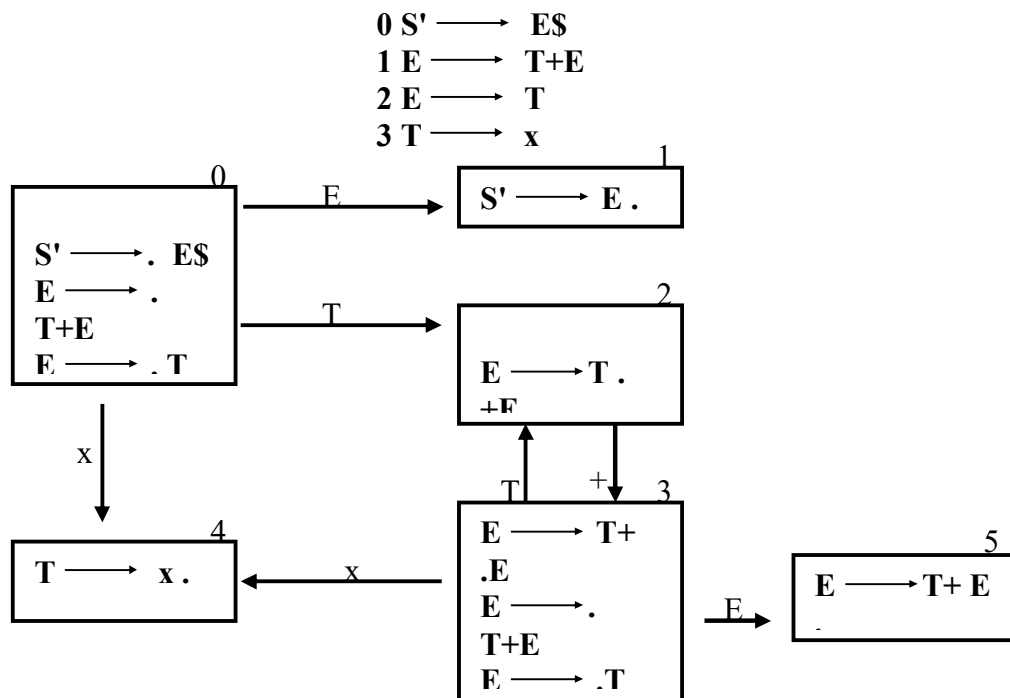 0 S' ⟶ E$
1 E ⟶ T+E
2 E ⟶ T
3 T ⟶ x
0
S' ⟶ . E$
E ⟶ .
T+E
E ⟶ . T
E
1
S' ⟶ E .
T
2
E ⟶ T .
+E
x
T
+
4
T ⟶ x .
x
3
E ⟶ T+
.E
E ⟶ .
T+E
E ⟶ .T
E
5
E ⟶ T+ E
.